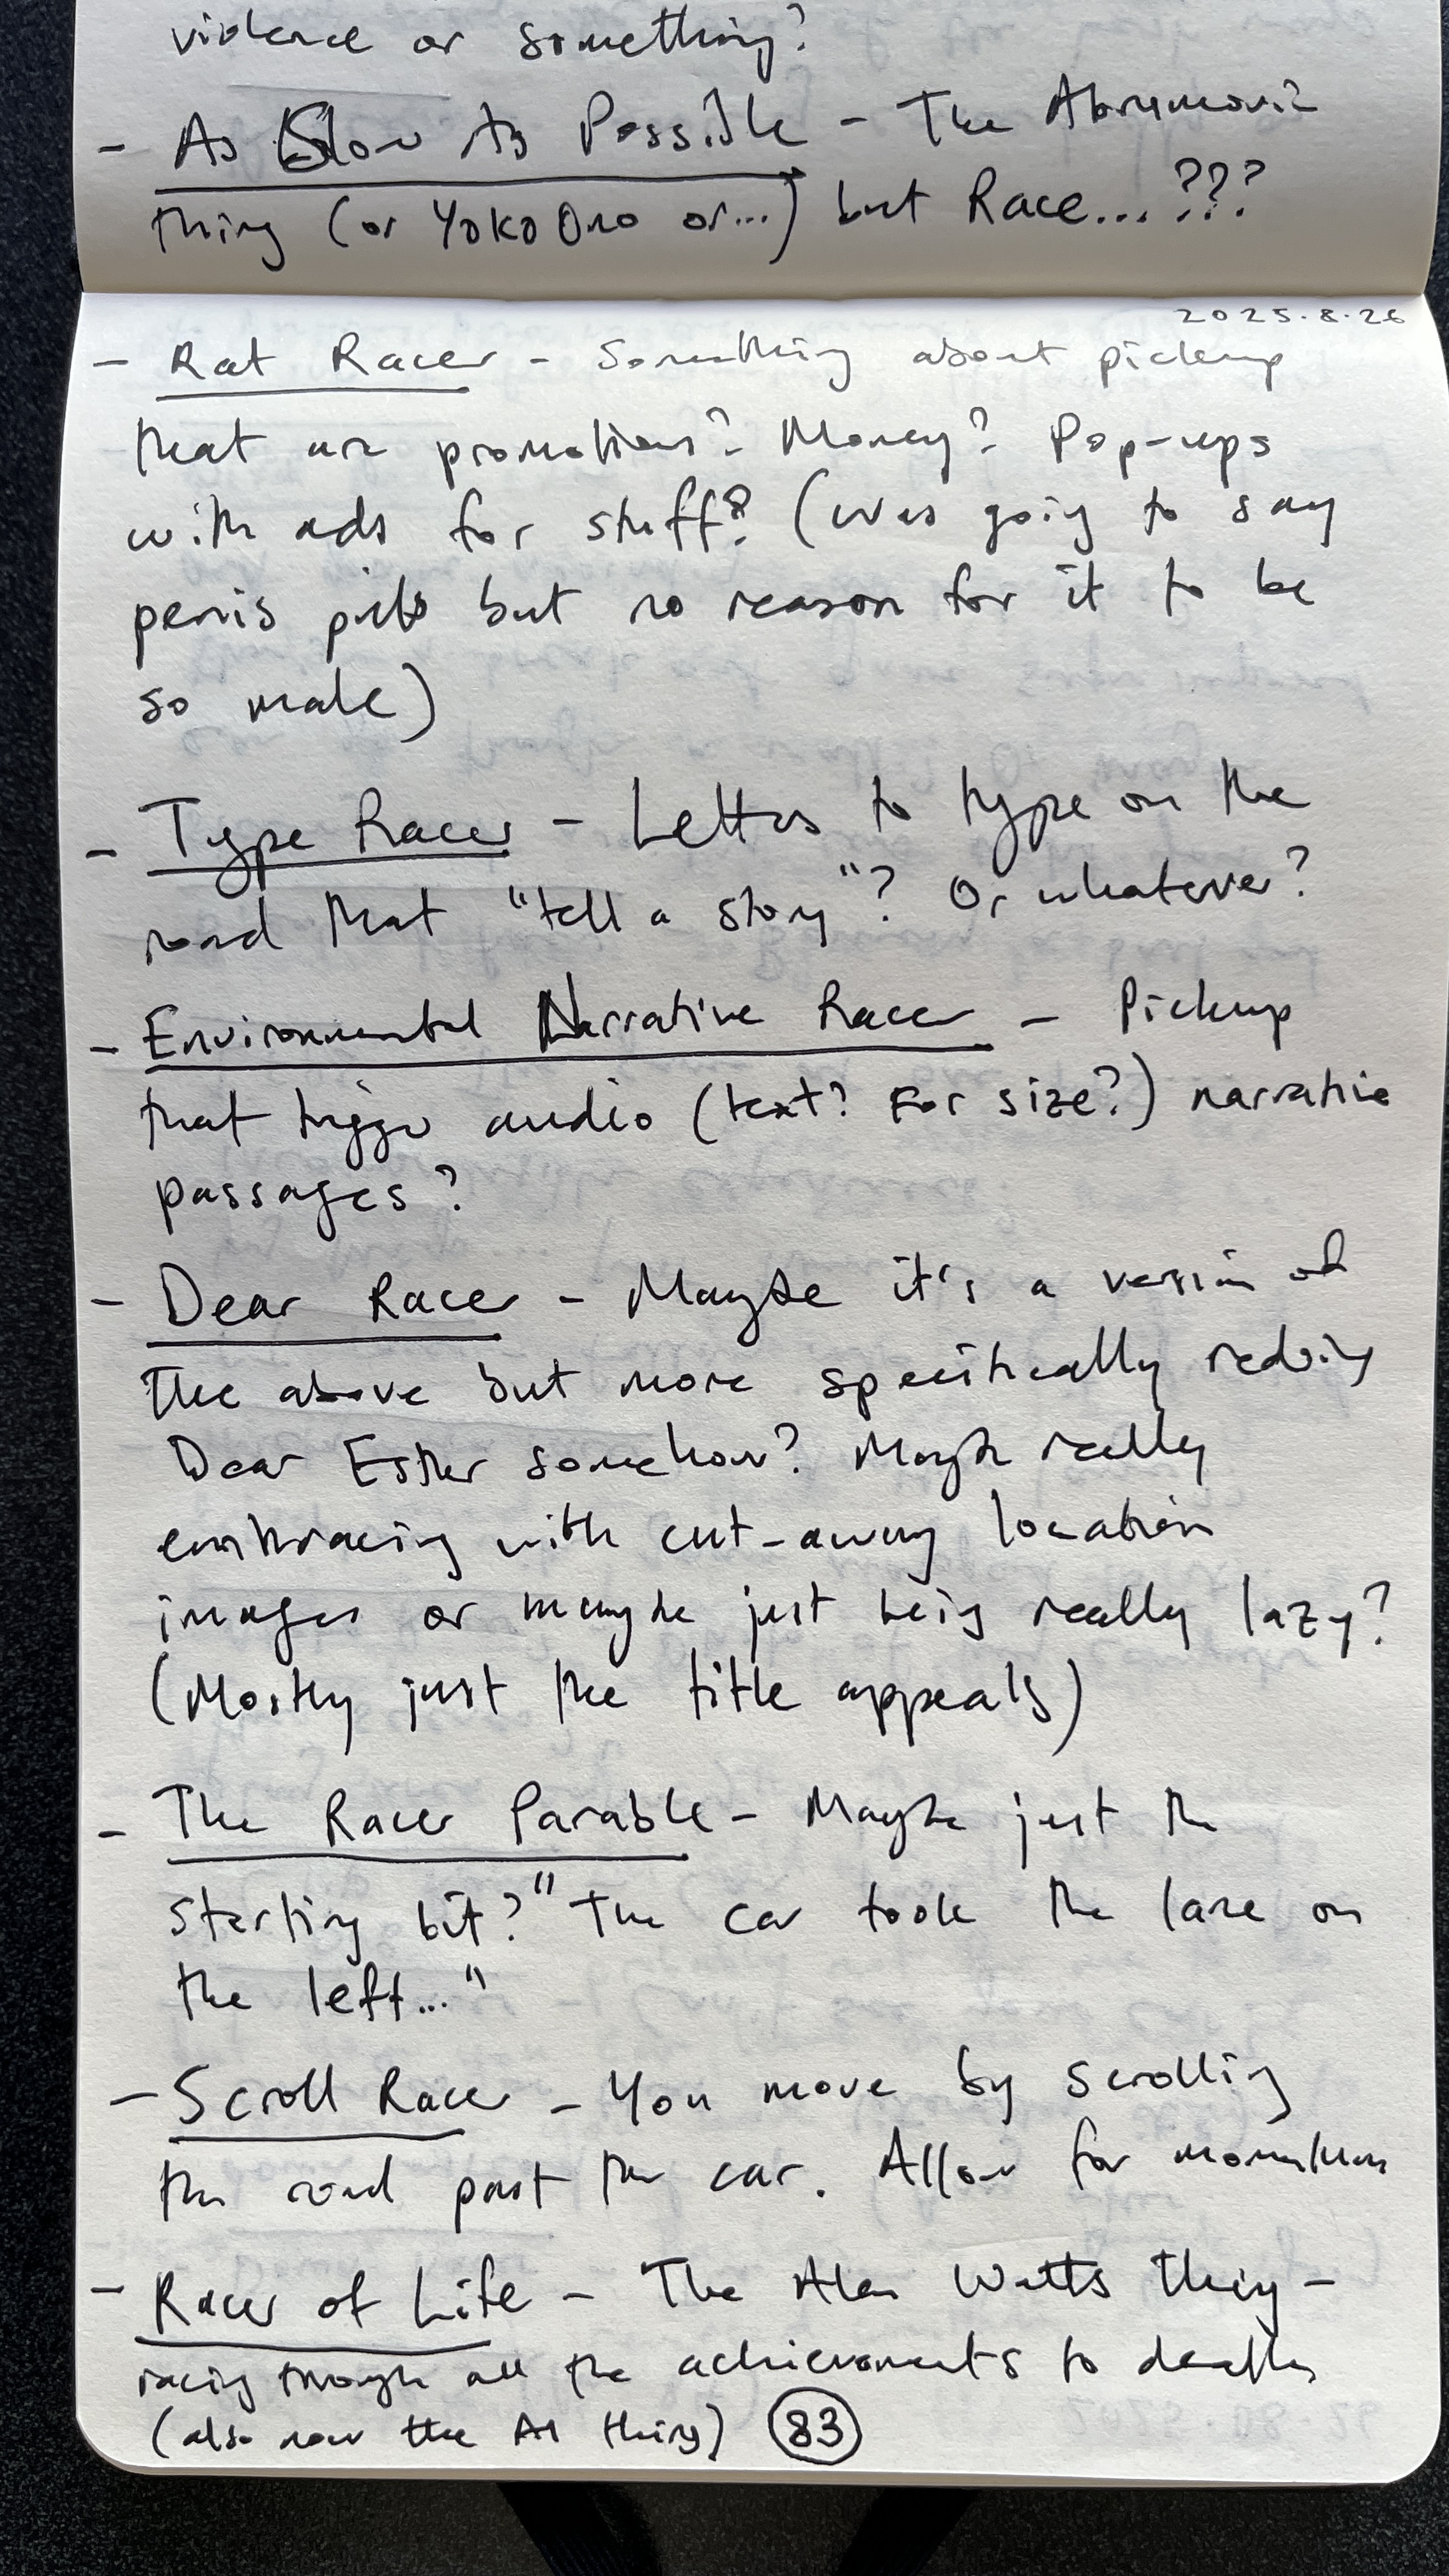 violence or something?
- As Slow As Possible - The Abramovic
thing (or Yoko Ono or...) but Race...???
2025.8.26
- Rat Racer - Something about pickup
that are promotions? Money? Pop-ups
with ads for stuff? (was going to say
penis pills but no reason for it to be
so male)
- Type Racer - Letters to type on the
road that "tell a story"? Or whatever?
- Environmental Narrative Racer - Pickup
that trigger audio (text? For size?) narrative
passages?
- Dear Racer - Maybe it's a version of
the above but more specifically redoing
Dear Esther somehow? Maybe really
embracing with cut-away location
images or maybe just being really lazy?
(Mostly just the title appeals)
- The Racer Parable - Maybe just the
starting bit? "The car took the lane on
the left..."
- Scroll Racer - You move by scrolling
the road past the car. Allow for momentum
- Racer of Life - The Alan Watts thing -
racing through all the achievements to death
(also now the AI thing) 83